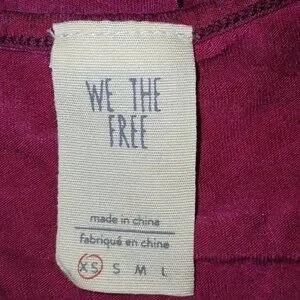 WE THE
FREE
made in china
fabriqué en chine
XS S M L